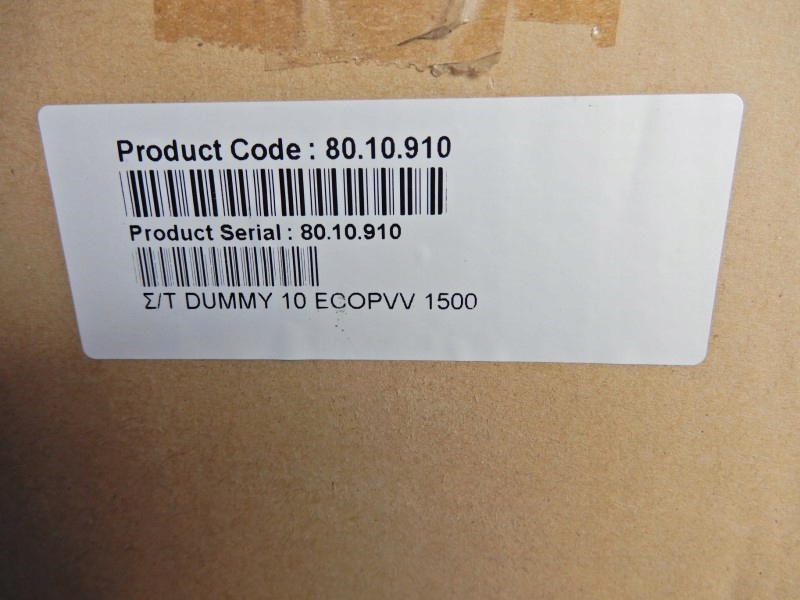 Product Code : 80.10.910
Product Serial : 80.10.910
Σ/T DUMMY 10 ECOPVV 1500